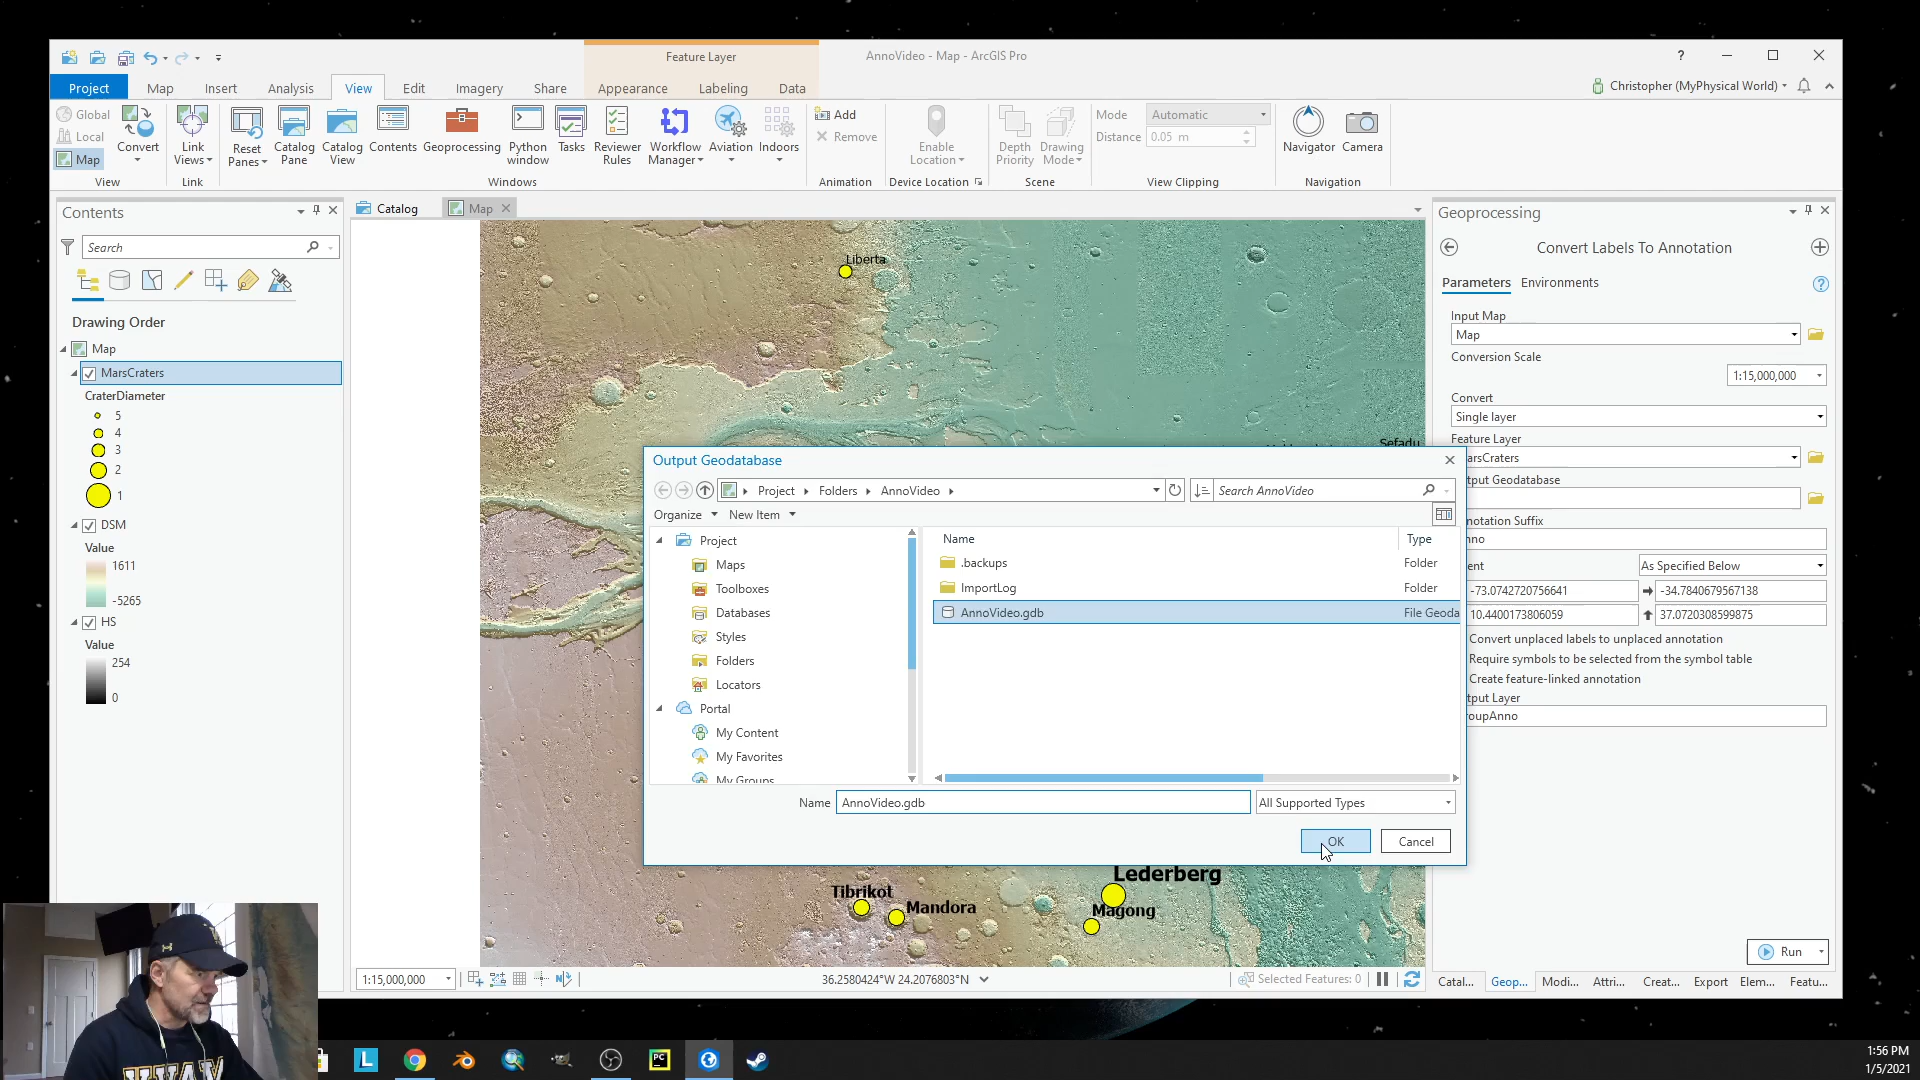 Feature Layer
AnnoVideo - Map - ArcGIS Pro
?
Project Map Insert Analysis View Edit Imagery Share Appearance Labeling Data
Christopher (MyPhysical World)
Global
Local
Map
Convert
View
Link Views
Link
Reset Panes
Catalog Pane
Catalog View
Contents
Geoprocessing
Python window
Tasks
Reviewer Rules
Workflow Manager
Aviation
Indoors
Windows
Add
Remove
Animation
Enable Location
Device Location
Depth Priority
Drawing Mode
Scene
Mode Automatic
Distance 0.05 m
View Clipping
Navigator
Camera
Navigation
Contents
Search
Drawing Order
Map
MarsCraters
CraterDiameter
5
4
3
2
1
DSM
Value
1611
-5265
HS
Value
254
0
Catalog
Map
Liberta
Sefadu
Lederberg
Tibrikot
Mandora
Magong
Output Geodatabase
Project Folders AnnoVideo
Search AnnoVideo
Organize New Item
Project
Maps
Toolboxes
Databases
Styles
Folders
Locators
Portal
My Content
My Favorites
My Groups
Name Type
.backups Folder
ImportLog Folder
AnnoVideo.gdb File Geoda
Name AnnoVideo.gdb All Supported Types
OK Cancel
Geoprocessing
Convert Labels To Annotation
Parameters Environments
?
Input Map
Map
Conversion Scale
1:15,000,000
Convert
Single layer
Feature Layer
arsCraters
utput Geodatabase
notation Suffix
nno
tent As Specified Below
-73.0742720756641 -34.7840679567138
10.4400173806059 37.0720308599875
Convert unplaced labels to unplaced annotation
Require symbols to be selected from the symbol table
Create feature-linked annotation
tput Layer
roupAnno
Run
1:15,000,000
36.2580424°W 24.2076803°N
Selected Features: 0
Catal... Geop... Modi... Attri... Creat... Export Elem... Featu...
L
PC
1:56 PM
1/5/2021